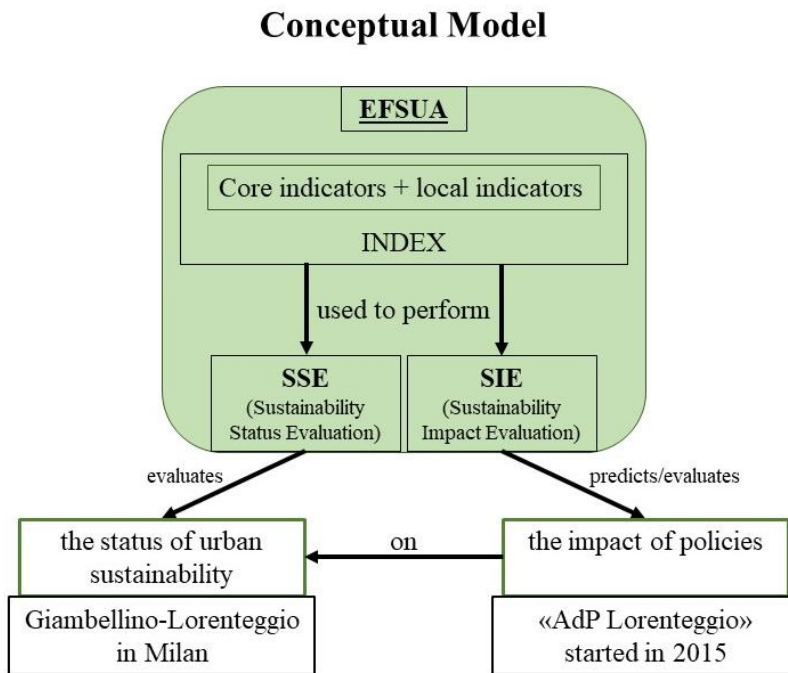 Conceptual Model
EFSUA
Core indicators + local indicators
INDEX
used to perform
SSE
(Sustainability
Status Evaluation)
SIE
(Sustainability
Impact Evaluation)
evaluates
predicts/evaluates
the status of urban
sustainability
on
the impact of policies
Giambellino-Lorenteggio
in Milan
«AdP Lorenteggio»
started in 2015